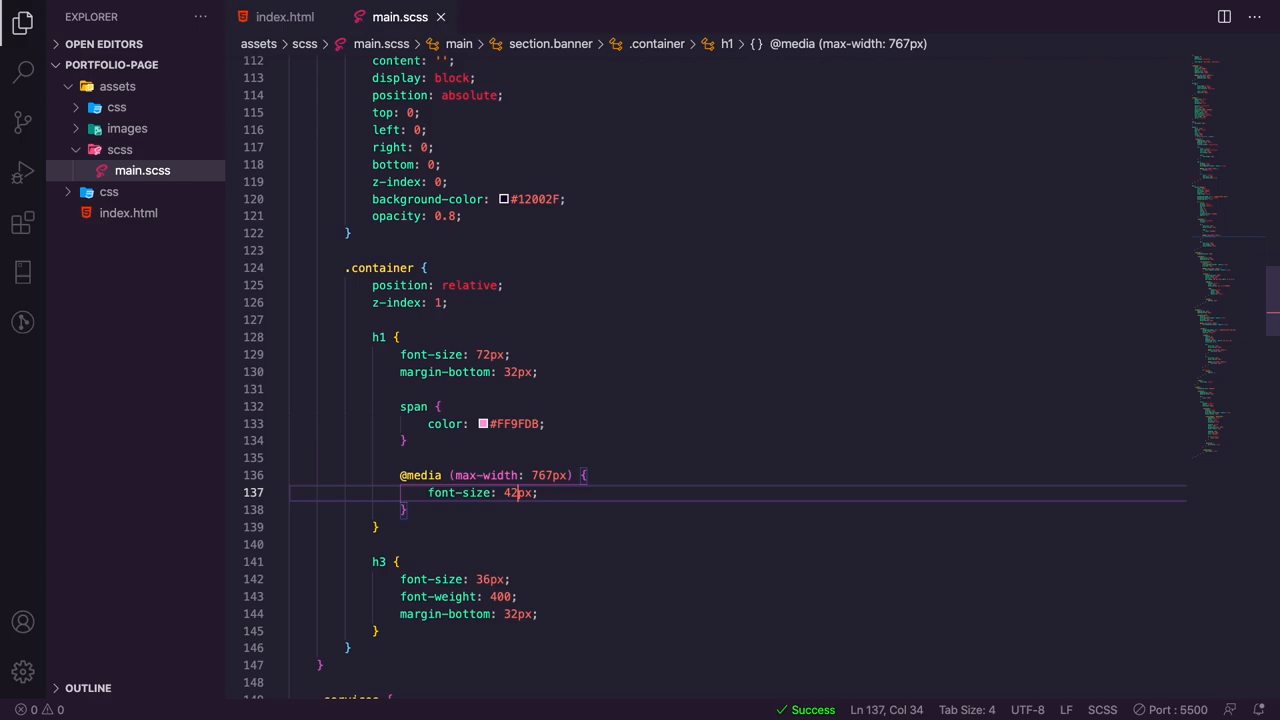 EXPLORER
index.html
main.scss
OPEN EDITORS
assets scss main.scss main section.banner .container h1 {} @media (max-width: 767px)
PORTFOLIO-PAGE
assets
css
images
scss
main.scss
css
index.html
112 content: '';
113 display: block;
114 position: absolute;
115 top: 0;
116 left: 0;
117 right: 0;
118 bottom: 0;
119 z-index: 0;
120 background-color: #12002F;
121 opacity: 0.8;
122 }
123
124 .container {
125 position: relative;
126 z-index: 1;
127
128 h1 {
129 font-size: 72px;
130 margin-bottom: 32px;
131
132 span {
133 color: #FF9FDB;
134 }
135
136 @media (max-width: 767px) {
137 font-size: 42px;
138 }
139 }
140
141 h3 {
142 font-size: 36px;
143 font-weight: 400;
144 margin-bottom: 32px;
145 }
146 }
147 }
148
149 .services {
OUTLINE
0 0 Success Ln 137, Col 34 Tab Size: 4 UTF-8 LF SCSS Port : 5500